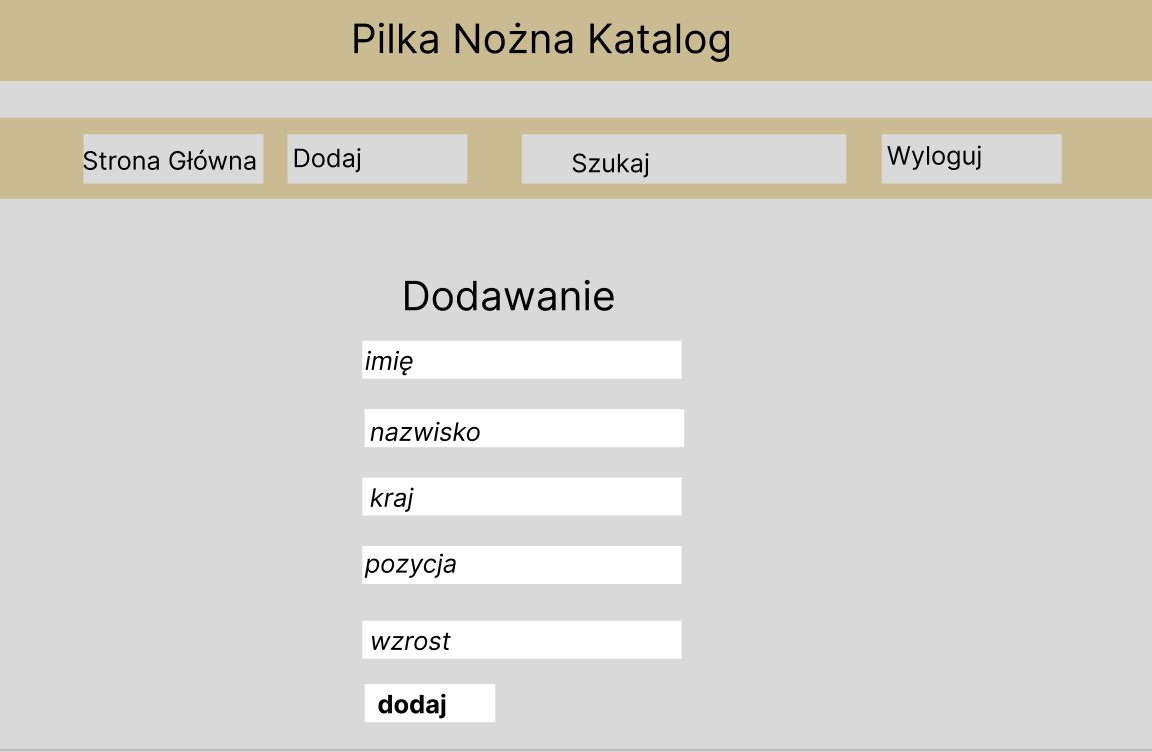 Pilka Nożna Katalog
Strona Główna Dodaj Szukaj Wyloguj
Dodawanie
imię
nazwisko
kraj
pozycja
wzrost
dodaj